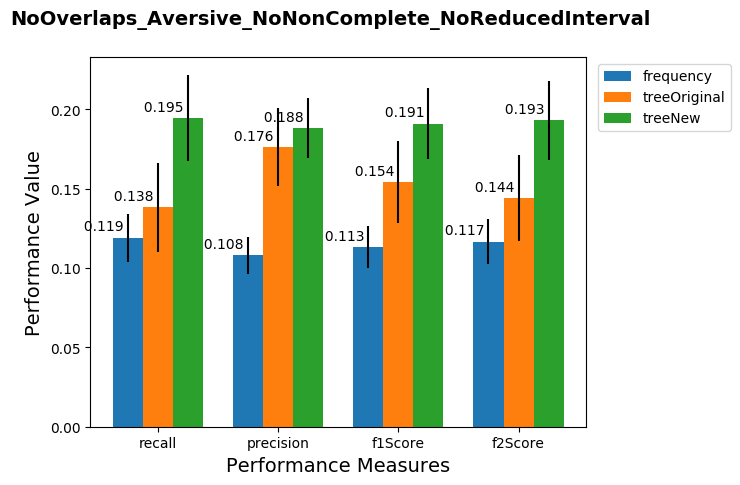 NoOverlaps_Aversive_NoNonComplete_NoReducedInterval
frequency
treeOriginal
treeNew
Performance Value
0.20
0.15
0.10
0.05
0.00
0.119
0.138
0.195
0.108
0.176
0.188
0.113
0.154
0.191
0.117
0.144
0.193
recall
precision
f1Score
f2Score
Performance Measures